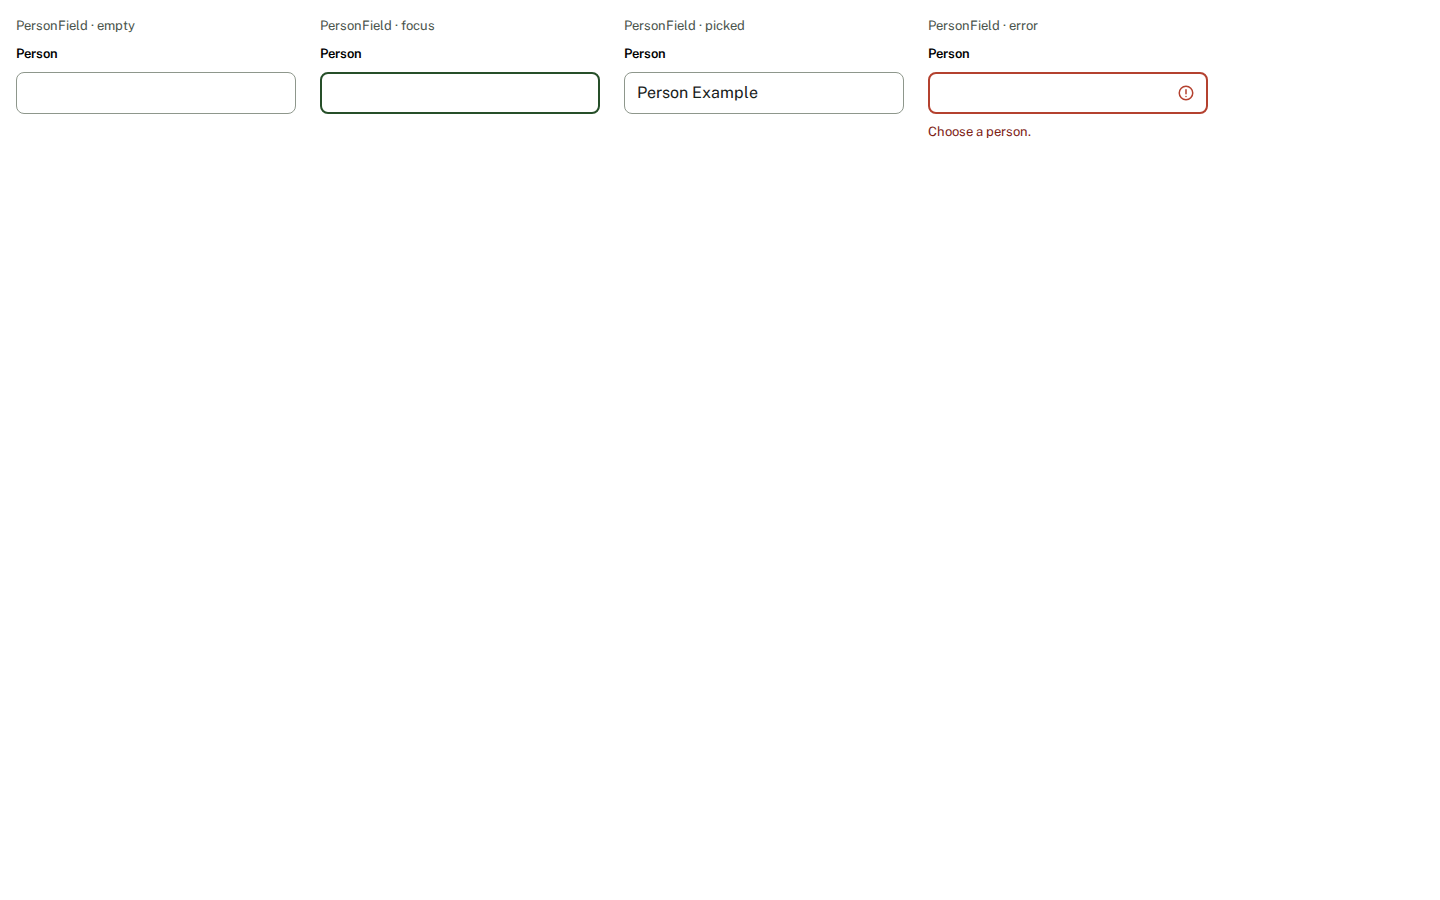 PersonField · empty
Person
PersonField · focus
Person
PersonField · picked
Person
Person Example
PersonField · error
Person
Choose a person.